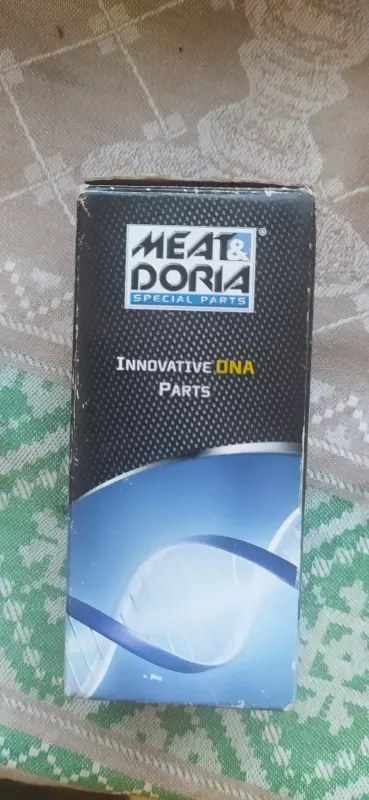 MEAT&
DORIA®
SPECIAL PARTS
INNOVATIVE DNA
PARTS